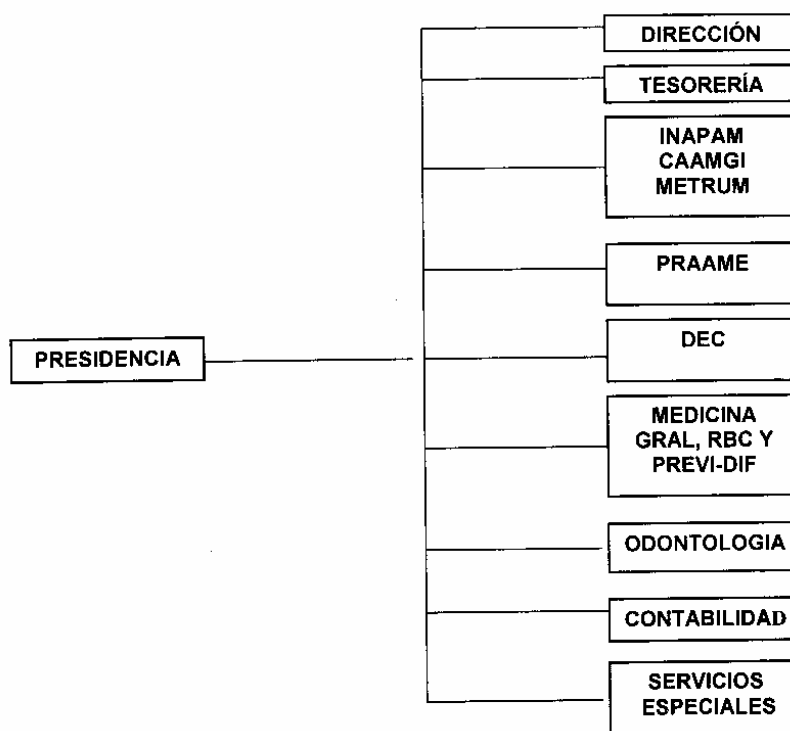 DIRECCIÓN
TESORERÍA
INAPAM
CAAMGI
METRUM
PRAAME
PRESIDENCIA
DEC
MEDICINA
GRAL, RBC Y
PREVI-DIF
ODONTOLOGIA
CONTABILIDAD
SERVICIOS
ESPECIALES